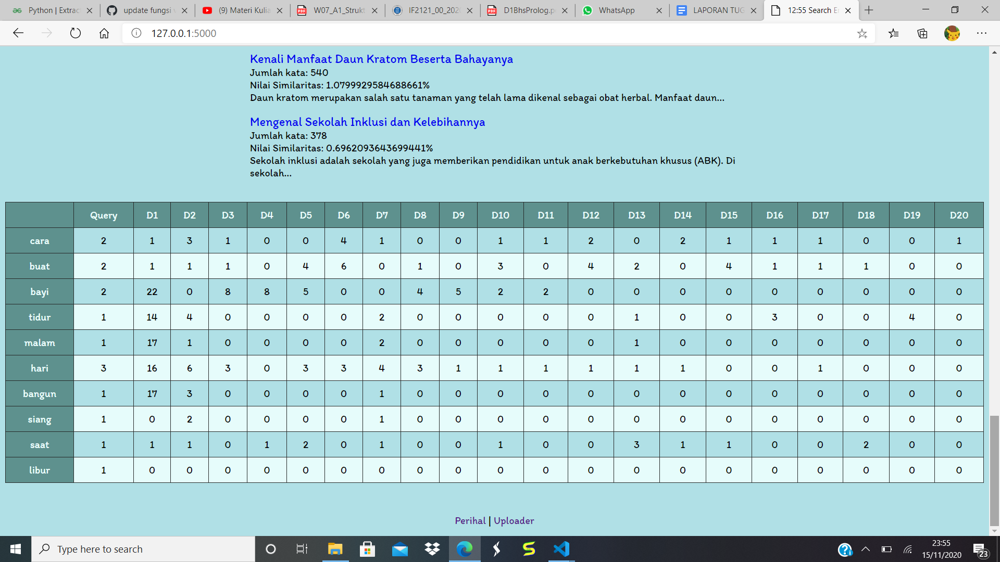 Python | Extrac
update fungsi v
(9) Materi Kulia
W07_A1_Strukt
IF2121_00_2020
D1BhsProlog.p
WhatsApp
LAPORAN TUG
12:55 Search E
127.0.0.1:5000
Kenali Manfaat Daun Kratom Beserta Bahayanya
Jumlah kata: 540
Nilai Similaritas: 1.0799929584688661%
Daun kratom merupakan salah satu tanaman yang telah lama dikenal sebagai obat herbal. Manfaat daun...
Mengenal Sekolah Inklusi dan Kelebihannya
Jumlah kata: 378
Nilai Similaritas: 0.6962093643699441%
Sekolah inklusi adalah sekolah yang juga memberikan pendidikan untuk anak berkebutuhan khusus (ABK). Di
sekolah...
Query D1 D2 D3 D4 D5 D6 D7 D8 D9 D10 D11 D12 D13 D14 D15 D16 D17 D18 D19 D20
cara 2 1 3 1 0 0 4 1 0 0 1 1 2 0 2 1 1 1 0 0 1
buat 2 1 1 1 0 4 6 0 1 0 3 0 4 2 0 4 1 1 1 0 0
bayi 2 22 0 8 8 5 0 0 4 5 2 2 0 0 0 0 0 0 0 0 0
tidur 1 14 4 0 0 0 0 2 0 0 0 0 0 1 0 0 3 0 0 4 0
malam 1 17 1 0 0 0 0 2 0 0 0 0 0 1 0 0 0 0 0 0 0
hari 3 16 6 3 0 3 3 4 3 1 1 1 1 1 1 0 0 1 0 0 0
bangun 1 17 3 0 0 0 0 1 0 0 0 0 0 0 0 0 0 0 0 0 0
siang 1 0 2 0 0 0 0 1 0 0 0 0 0 0 0 0 0 0 0 0 0
saat 1 1 1 0 1 2 0 1 0 0 1 0 0 3 1 1 0 0 2 0 0
libur 1 0 0 0 0 0 0 0 0 0 0 0 0 0 0 0 0 0 0 0 0
Perihal | Uploader
Type here to search
23:55
15/11/2020
23